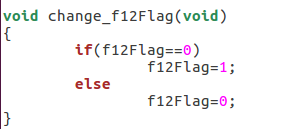 void change_f12Flag(void)
{
        if(f12Flag==0)
                f12Flag=1;
        else
                f12Flag=0;
}